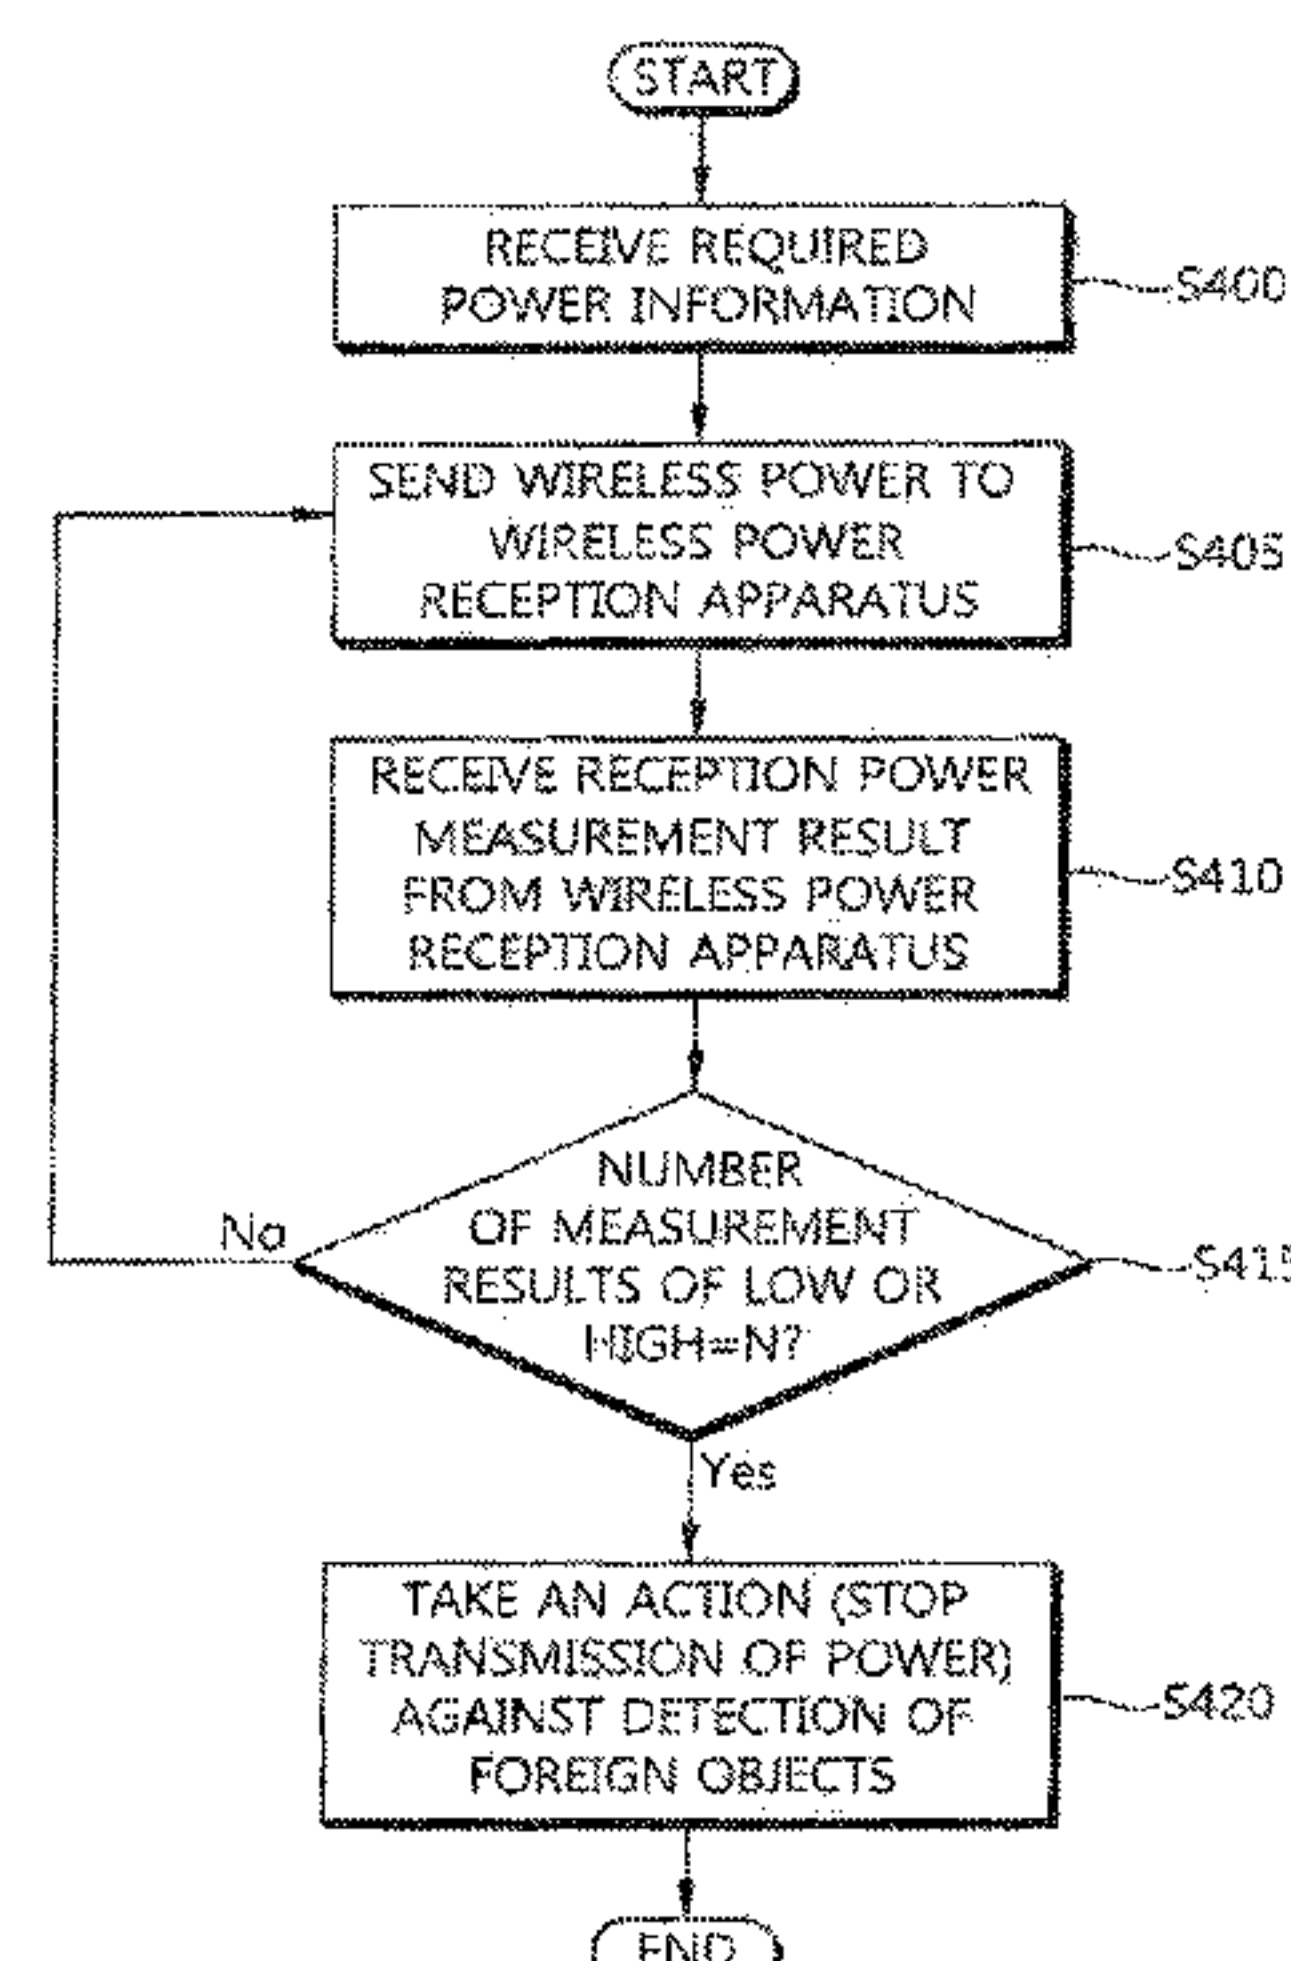 START
RECEIVE REQUIRED
POWER INFORMATION
S400
SEND WIRELESS POWER TO
WIRELESS POWER
RECEPTION APPARATUS
S405
RECEIVE RECEPTION POWER
MEASUREMENT RESULT
FROM WIRELESS POWER
RECEPTION APPARATUS
S410
NUMBER
OF MEASUREMENT
RESULTS OF LOW OR
HIGH=N?
No
S415
Yes
TAKE AN ACTION (STOP
TRANSMISSION OF POWER)
AGAINST DETECTION OF
FOREIGN OBJECTS
S420
END